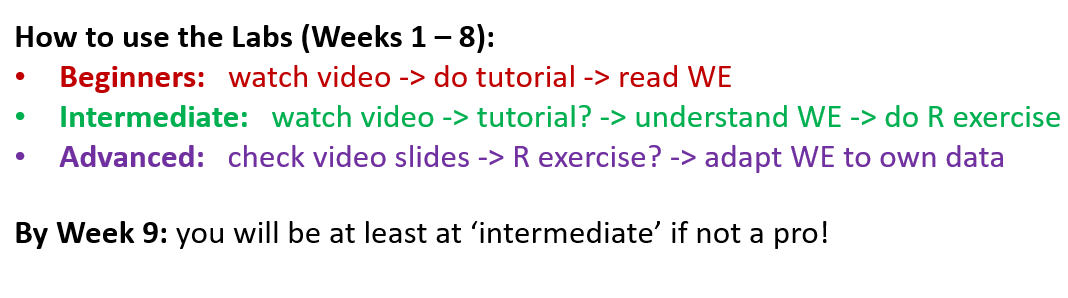 How to use the Labs (Weeks 1 – 8):
• Beginners: watch video -> do tutorial -> read WE
• Intermediate: watch video -> tutorial? -> understand WE -> do R exercise
• Advanced: check video slides -> R exercise? -> adapt WE to own data
By Week 9: you will be at least at ‘intermediate’ if not a pro!